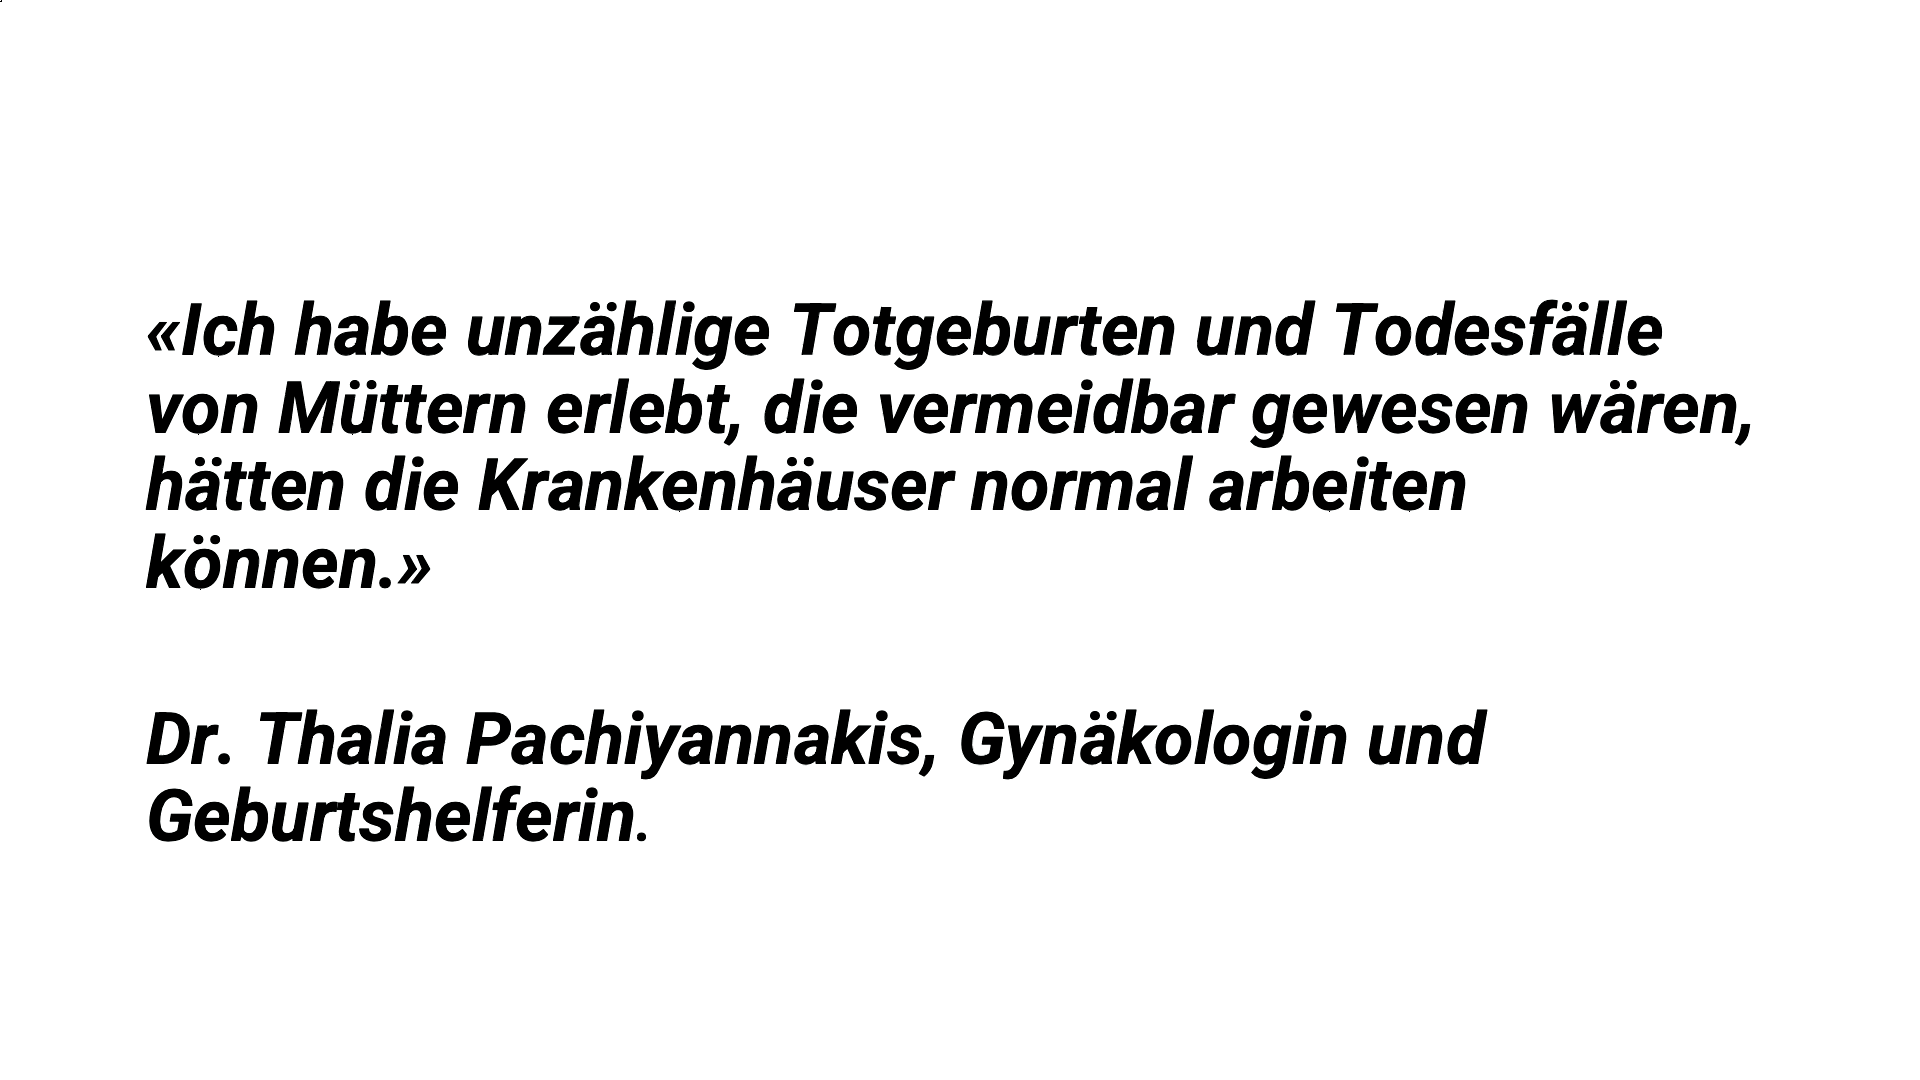 «Ich habe unzählige Totgeburten und Todesfälle
von Müttern erlebt, die vermeidbar gewesen wären,
hätten die Krankenhäuser normal arbeiten
können.»
Dr. Thalia Pachiyannakis, Gynäkologin und
Geburtshelferin.